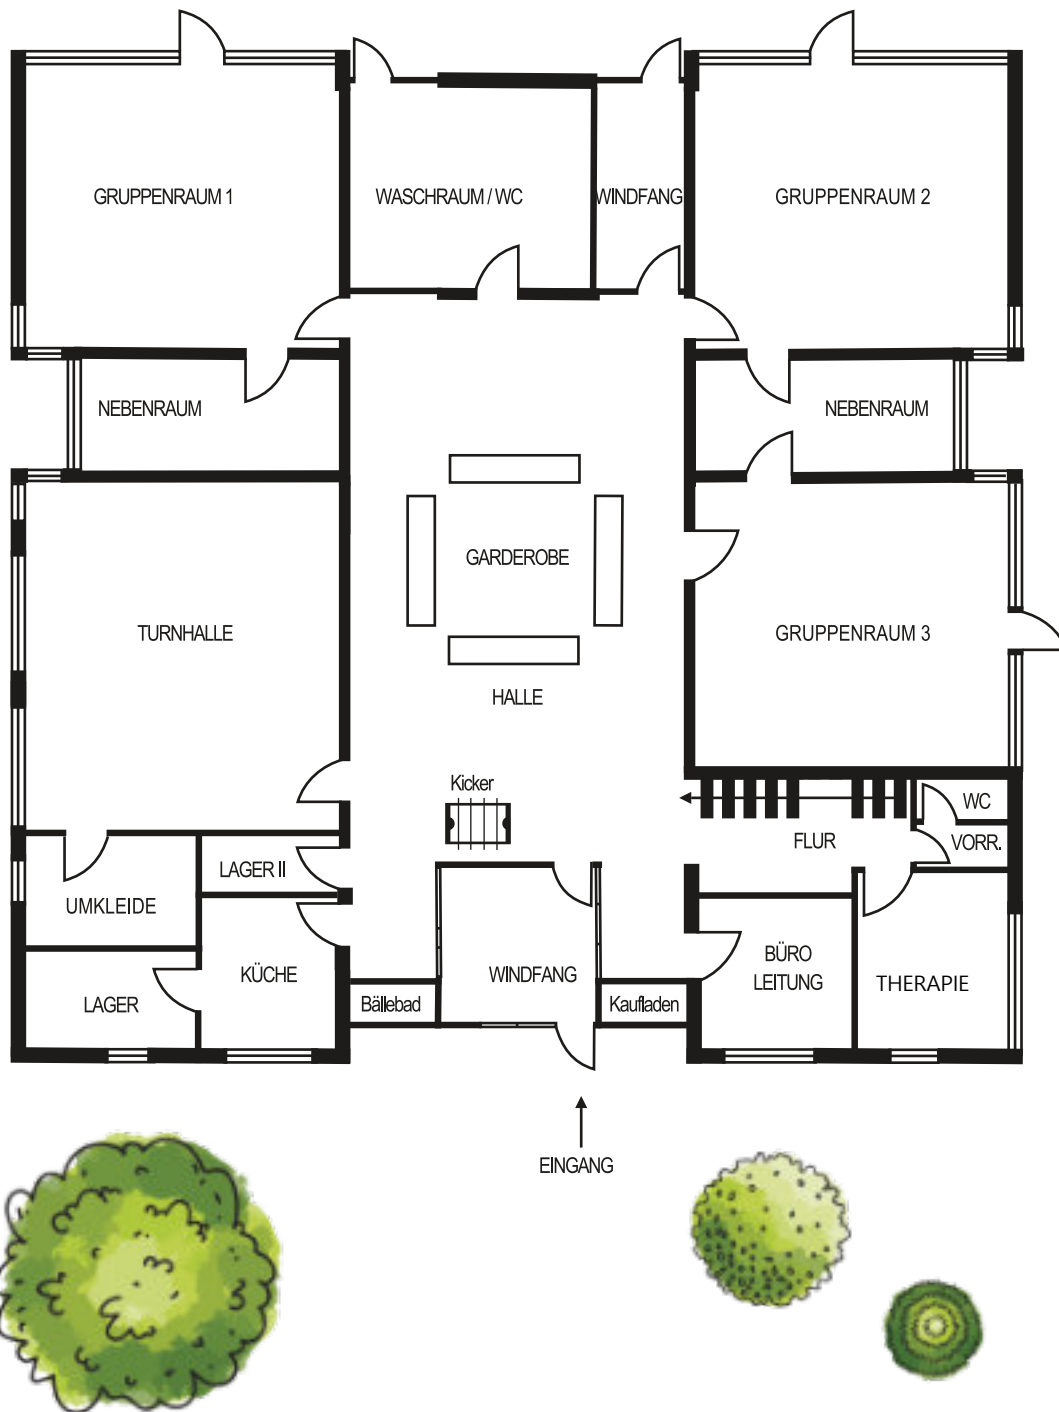 GRUPPENRAUM 1
WASCHRAUM / WC
WINDFANG
GRUPPENRAUM 2
NEBENRAUM
NEBENRAUM
GARDEROBE
TURNHALLE
GRUPPENRAUM 3
HALLE
Kicker
WC
FLUR
VORR.
LAGER II
UMKLEIDE
KÜCHE
WINDFANG
BÜRO
LEITUNG
THERAPIE
LAGER
Bällebad
Kaufladen
EINGANG